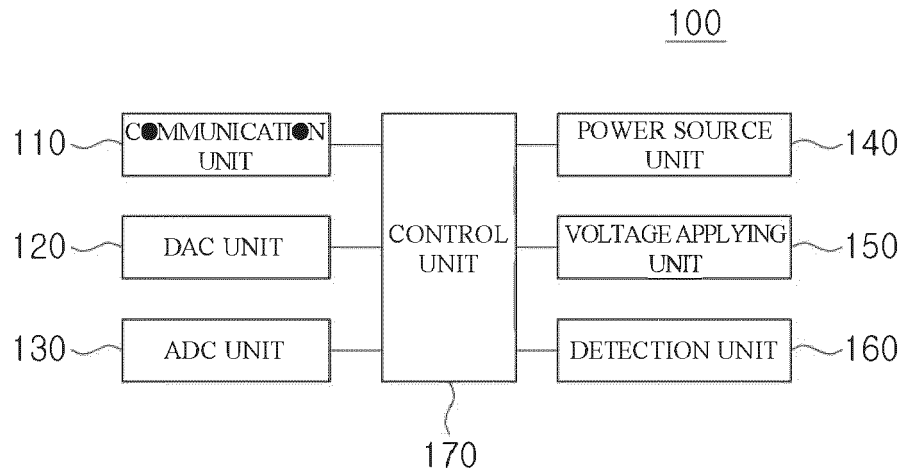 100
110
COMMUNICATION
UNIT
120
DAC UNIT
130
ADC UNIT
CONTROL
UNIT
170
POWER SOURCE
UNIT
140
VOLTAGE APPLYING
UNIT
150
DETECTION UNIT
160